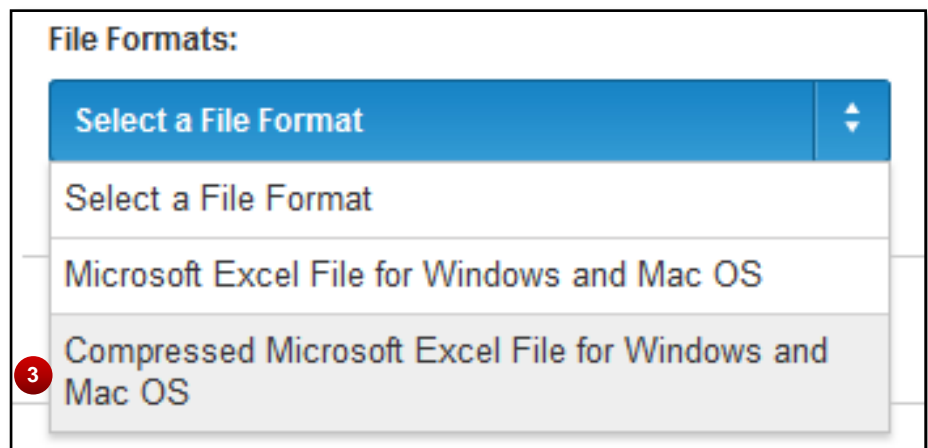 File Formats:
Select a File Format
Select a File Format
Microsoft Excel File for Windows and Mac OS
Compressed Microsoft Excel File for Windows and
3
Mac OS